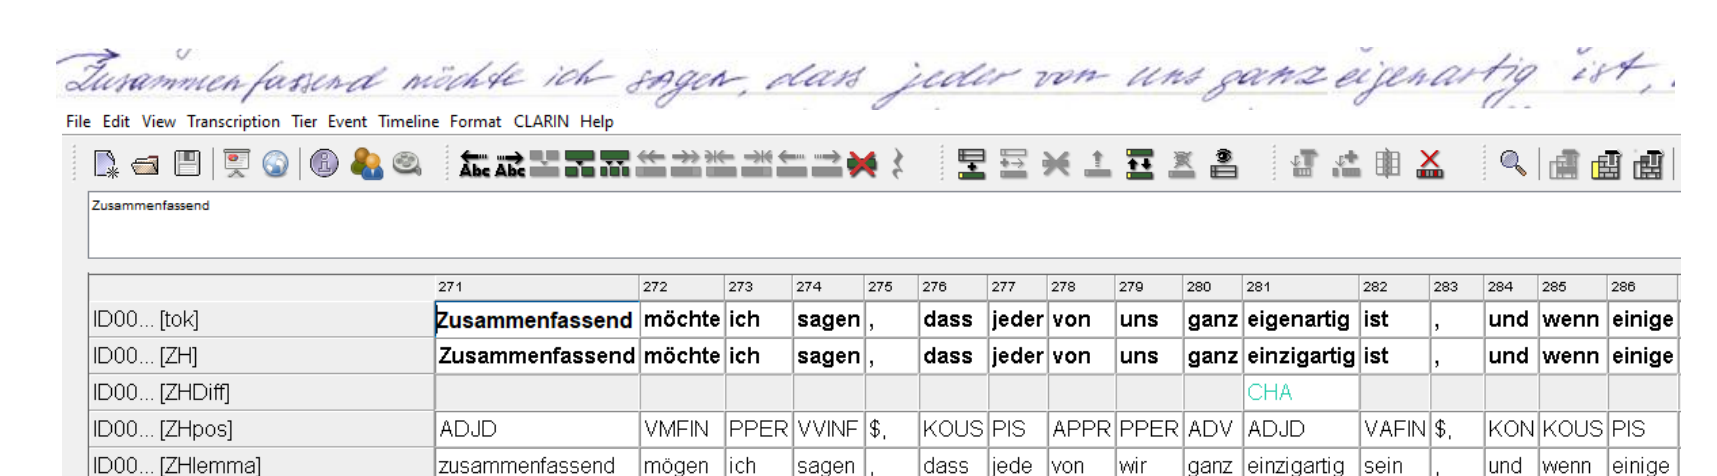 Zusammenfassend möchte ich sagen, dass jeder von uns ganz eigenartig ist,
File Edit View Transcription Tier Event Timeline Format CLARIN Help
Abc Abc
Zusammenfassend
271 272 273 274 275 276 277 278 279 280 281 282 283 284 285 286
ID00... [tok] Zusammenfassend möchte ich sagen , dass jeder von uns ganz eigenartig ist , und wenn einige
ID00... [ZH] Zusammenfassend möchte ich sagen , dass jeder von uns ganz einzigartig ist , und wenn einige
ID00... [ZHDiff] CHA
ID00... [ZHpos] ADJD VMFIN PPER VVINF $, KOUS PIS APPR PPER ADV ADJD VAFIN $, KON KOUS PIS
ID00... [ZHlemma] zusammenfassend mögen ich sagen , dass jede von wir ganz einzigartig sein , und wenn einige